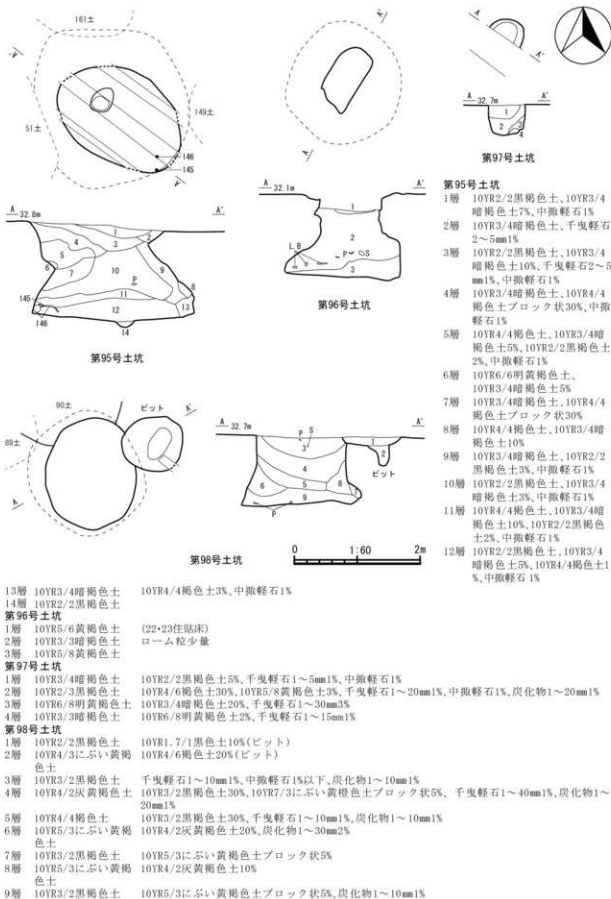 161土
149土
51土
146
145
A'
A
A
A'
第97号土坑
A 32.7m A'
1
2
3
4
A 32.8m A'
1
2
3
4
5
6
7
8
9
10
11
12
13
14
P
145
146
第95号土坑
A 32.1m A'
1
2
3
L.B
P
S
第96号土坑
90土
89土
ピット
A
A'
A 32.7m A'
P
S
1
2
3
4
5
6
7
8
9
P
ピット
第98号土坑
0 1:60 2m
第95号土坑
1層 10YR2/2黒褐色土、10YR3/4
暗褐色土7%、中掫軽石1%
2層 10YR3/4暗褐色土、千曳軽石
2～5mm1%
3層 10YR2/2黒褐色土、10YR3/4
暗褐色土10%、千曳軽石2～5
mm1%、中掫軽石1%
4層 10YR3/4暗褐色土、10YR4/4
褐色土ブロック状30%、中掫
軽石1%
5層 10YR4/4褐色土、10YR3/4暗
褐色土5%、10YR2/2黒褐色土
2%、中掫軽石1%
6層 10YR6/6明黄褐色土、
10YR3/4暗褐色土5%
7層 10YR3/4暗褐色土、10YR4/4
褐色土ブロック状30%
8層 10YR4/4褐色土、10YR3/4暗
褐色土10%
9層 10YR3/4暗褐色土、10YR2/2
黒褐色土3%、中掫軽石1%
10層 10YR2/2黒褐色土、10YR3/4
暗褐色土3%、中掫軽石1%
11層 10YR4/4褐色土、10YR3/4暗
褐色土10%、10YR2/2黒褐色
土2%、中掫軽石1%
12層 10YR2/2黒褐色土、10YR3/4
暗褐色土5%、10YR4/4褐色土1
%、中掫軽石1%
13層 10YR3/4暗褐色土 10YR4/4褐色土3%、中掫軽石1%
14層 10YR2/2黒褐色土
第96号土坑
1層 10YR5/6黄褐色土 (22・23住貼床)
2層 10YR3/3暗褐色土 ローム粒少量
3層 10YR5/8黄褐色土
第97号土坑
1層 10YR3/4暗褐色土 10YR2/2黒褐色土5%、千曳軽石1～5mm1%、中掫軽石1%
2層 10YR2/3黒褐色土 10YR4/6褐色土30%、10YR5/8黄褐色土3%、千曳軽石1～20mm1%、中掫軽石1%、炭化物1～20mm1%
3層 10YR6/8明黄褐色土 10YR3/4暗褐色土20%、千曳軽石1～30mm3%
4層 10YR3/3暗褐色土 10YR6/8明黄褐色土2%、千曳軽石1～15mm1%
第98号土坑
1層 10YR2/2黒褐色土 10YR1.7/1黒色土10%(ピット)
2層 10YR4/3にぶい黄褐 10YR4/6褐色土20%(ピット)
色土
3層 10YR3/2黒褐色土 千曳軽石1～10mm1%、中掫軽石1%以下、炭化物1～10mm1%
4層 10YR4/2灰黄褐色土 10YR3/2黒褐色土30%、10YR7/3にぶい黄橙色土ブロック状5%、千曳軽石1～40mm1%、炭化物1～
20mm1%
5層 10YR4/4褐色土 10YR3/2黒褐色土30%、千曳軽石1～10mm1%、炭化物1～10mm1%
6層 10YR5/3にぶい黄褐 10YR4/2灰黄褐色土20%、炭化物1～30mm2%
色土
7層 10YR3/2黒褐色土 10YR5/3にぶい黄褐色土ブロック状5%
8層 10YR5/3にぶい黄褐 10YR4/2灰黄褐色土10%
色土
9層 10YR3/2黒褐色土 10YR5/3にぶい黄褐色土ブロック状5%、炭化物1～10mm1%